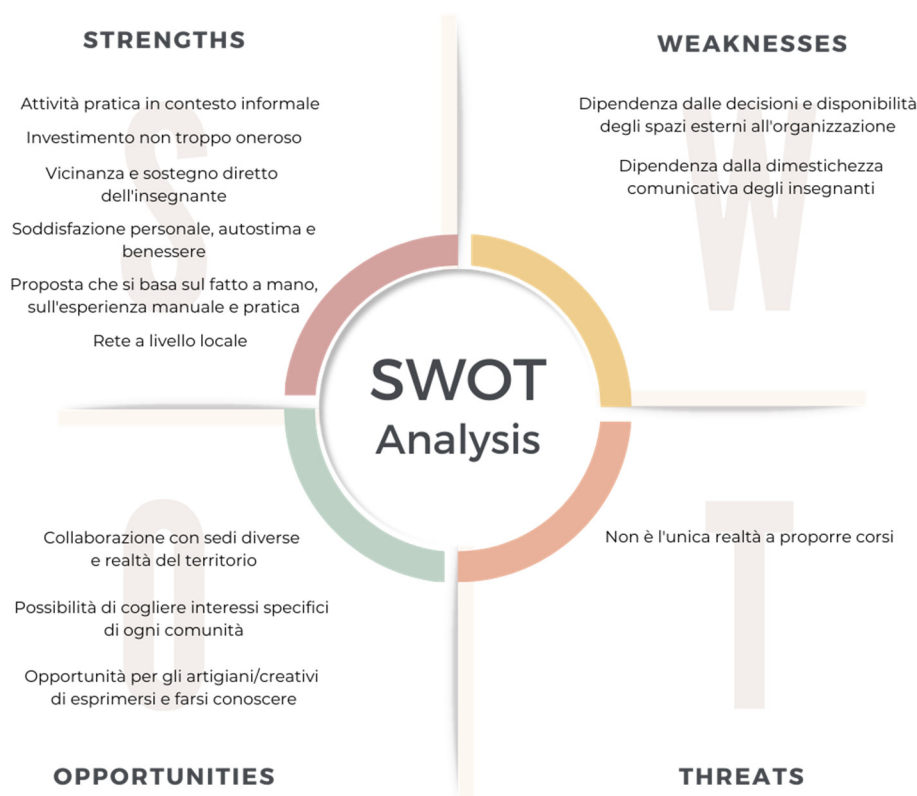 STRENGTHS
Attività pratica in contesto informale
Investimento non troppo oneroso
Vicinanza e sostegno diretto
dell'insegnante
Soddisfazione personale, autostima e
benessere
Proposta che si basa sul fatto a mano,
sull'esperienza manuale e pratica
Rete a livello locale
S
WEAKNESSES
Dipendenza dalle decisioni e disponibilità
degli spazi esterni all'organizzazione
Dipendenza dalla dimestichezza
comunicativa degli insegnanti
W
SWOT
Analysis
Collaborazione con sedi diverse
e realtà del territorio
Possibilità di cogliere interessi specifici
di ogni comunità
Opportunità per gli artigiani/creativi
di esprimersi e farsi conoscere
O
OPPORTUNITIES
Non è l'unica realtà a proporre corsi
T
THREATS